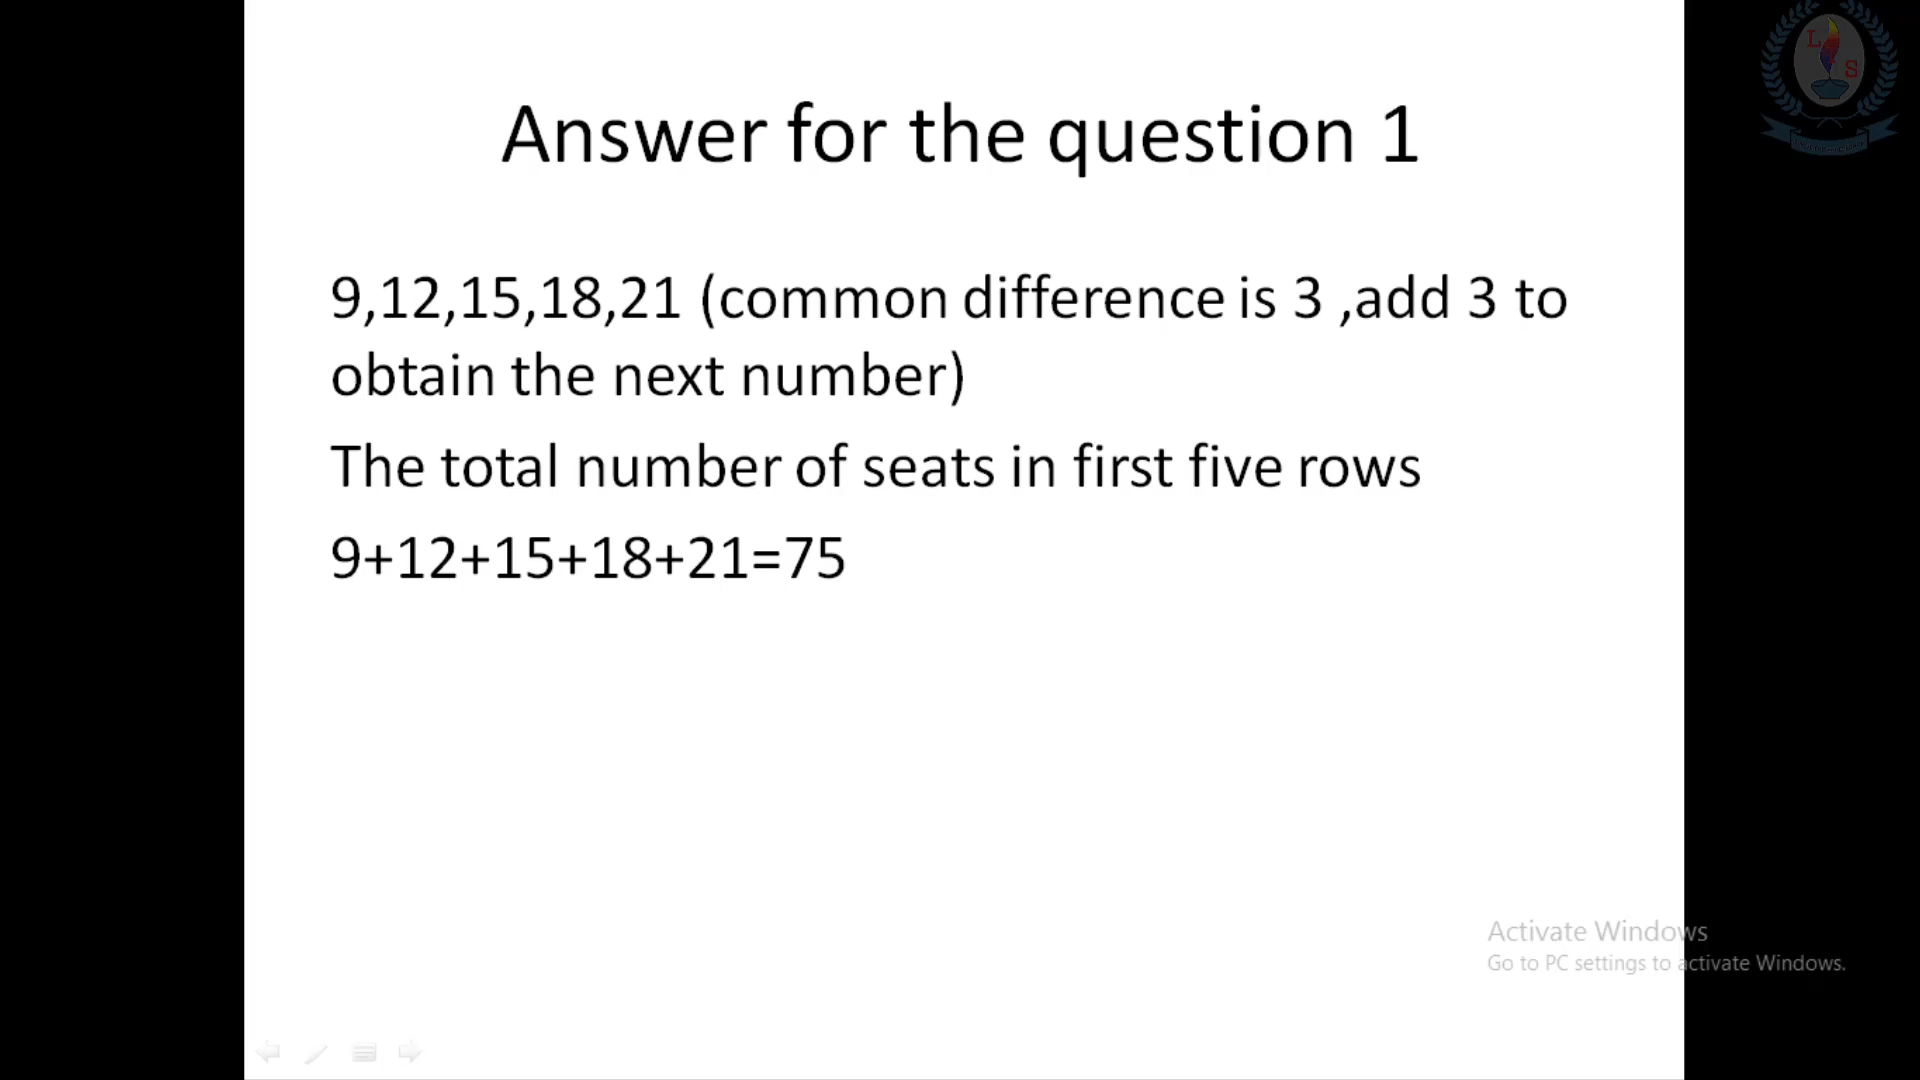 L
S
Answer for the question 1
9,12,15,18,21 (common difference is 3 ,add 3 to
obtain the next number)
The total number of seats in first five rows
9+12+15+18+21=75
Activate Windows
Go to PC settings to activate Windows.